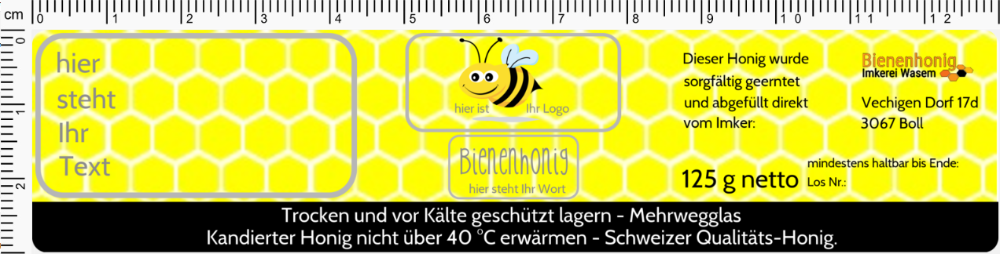 cm
0 1 2 3 4 5 6 7 8 9 10 11 12
0
1
2
hier
steht
Ihr
Text
hier ist Ihr Logo
Bienenhonig
hier steht Ihr Wort
Dieser Honig wurde
sorgfältig geerntet
und abgefüllt direkt
vom Imker:
Bienenhonig
Imkerei Wasem
Vechigen Dorf 17d
3067 Boll
125 g netto
mindestens haltbar bis Ende:
Los Nr.:
Trocken und vor Kälte geschützt lagern - Mehrwegglas
Kandierter Honig nicht über 40 °C erwärmen - Schweizer Qualitäts-Honig.